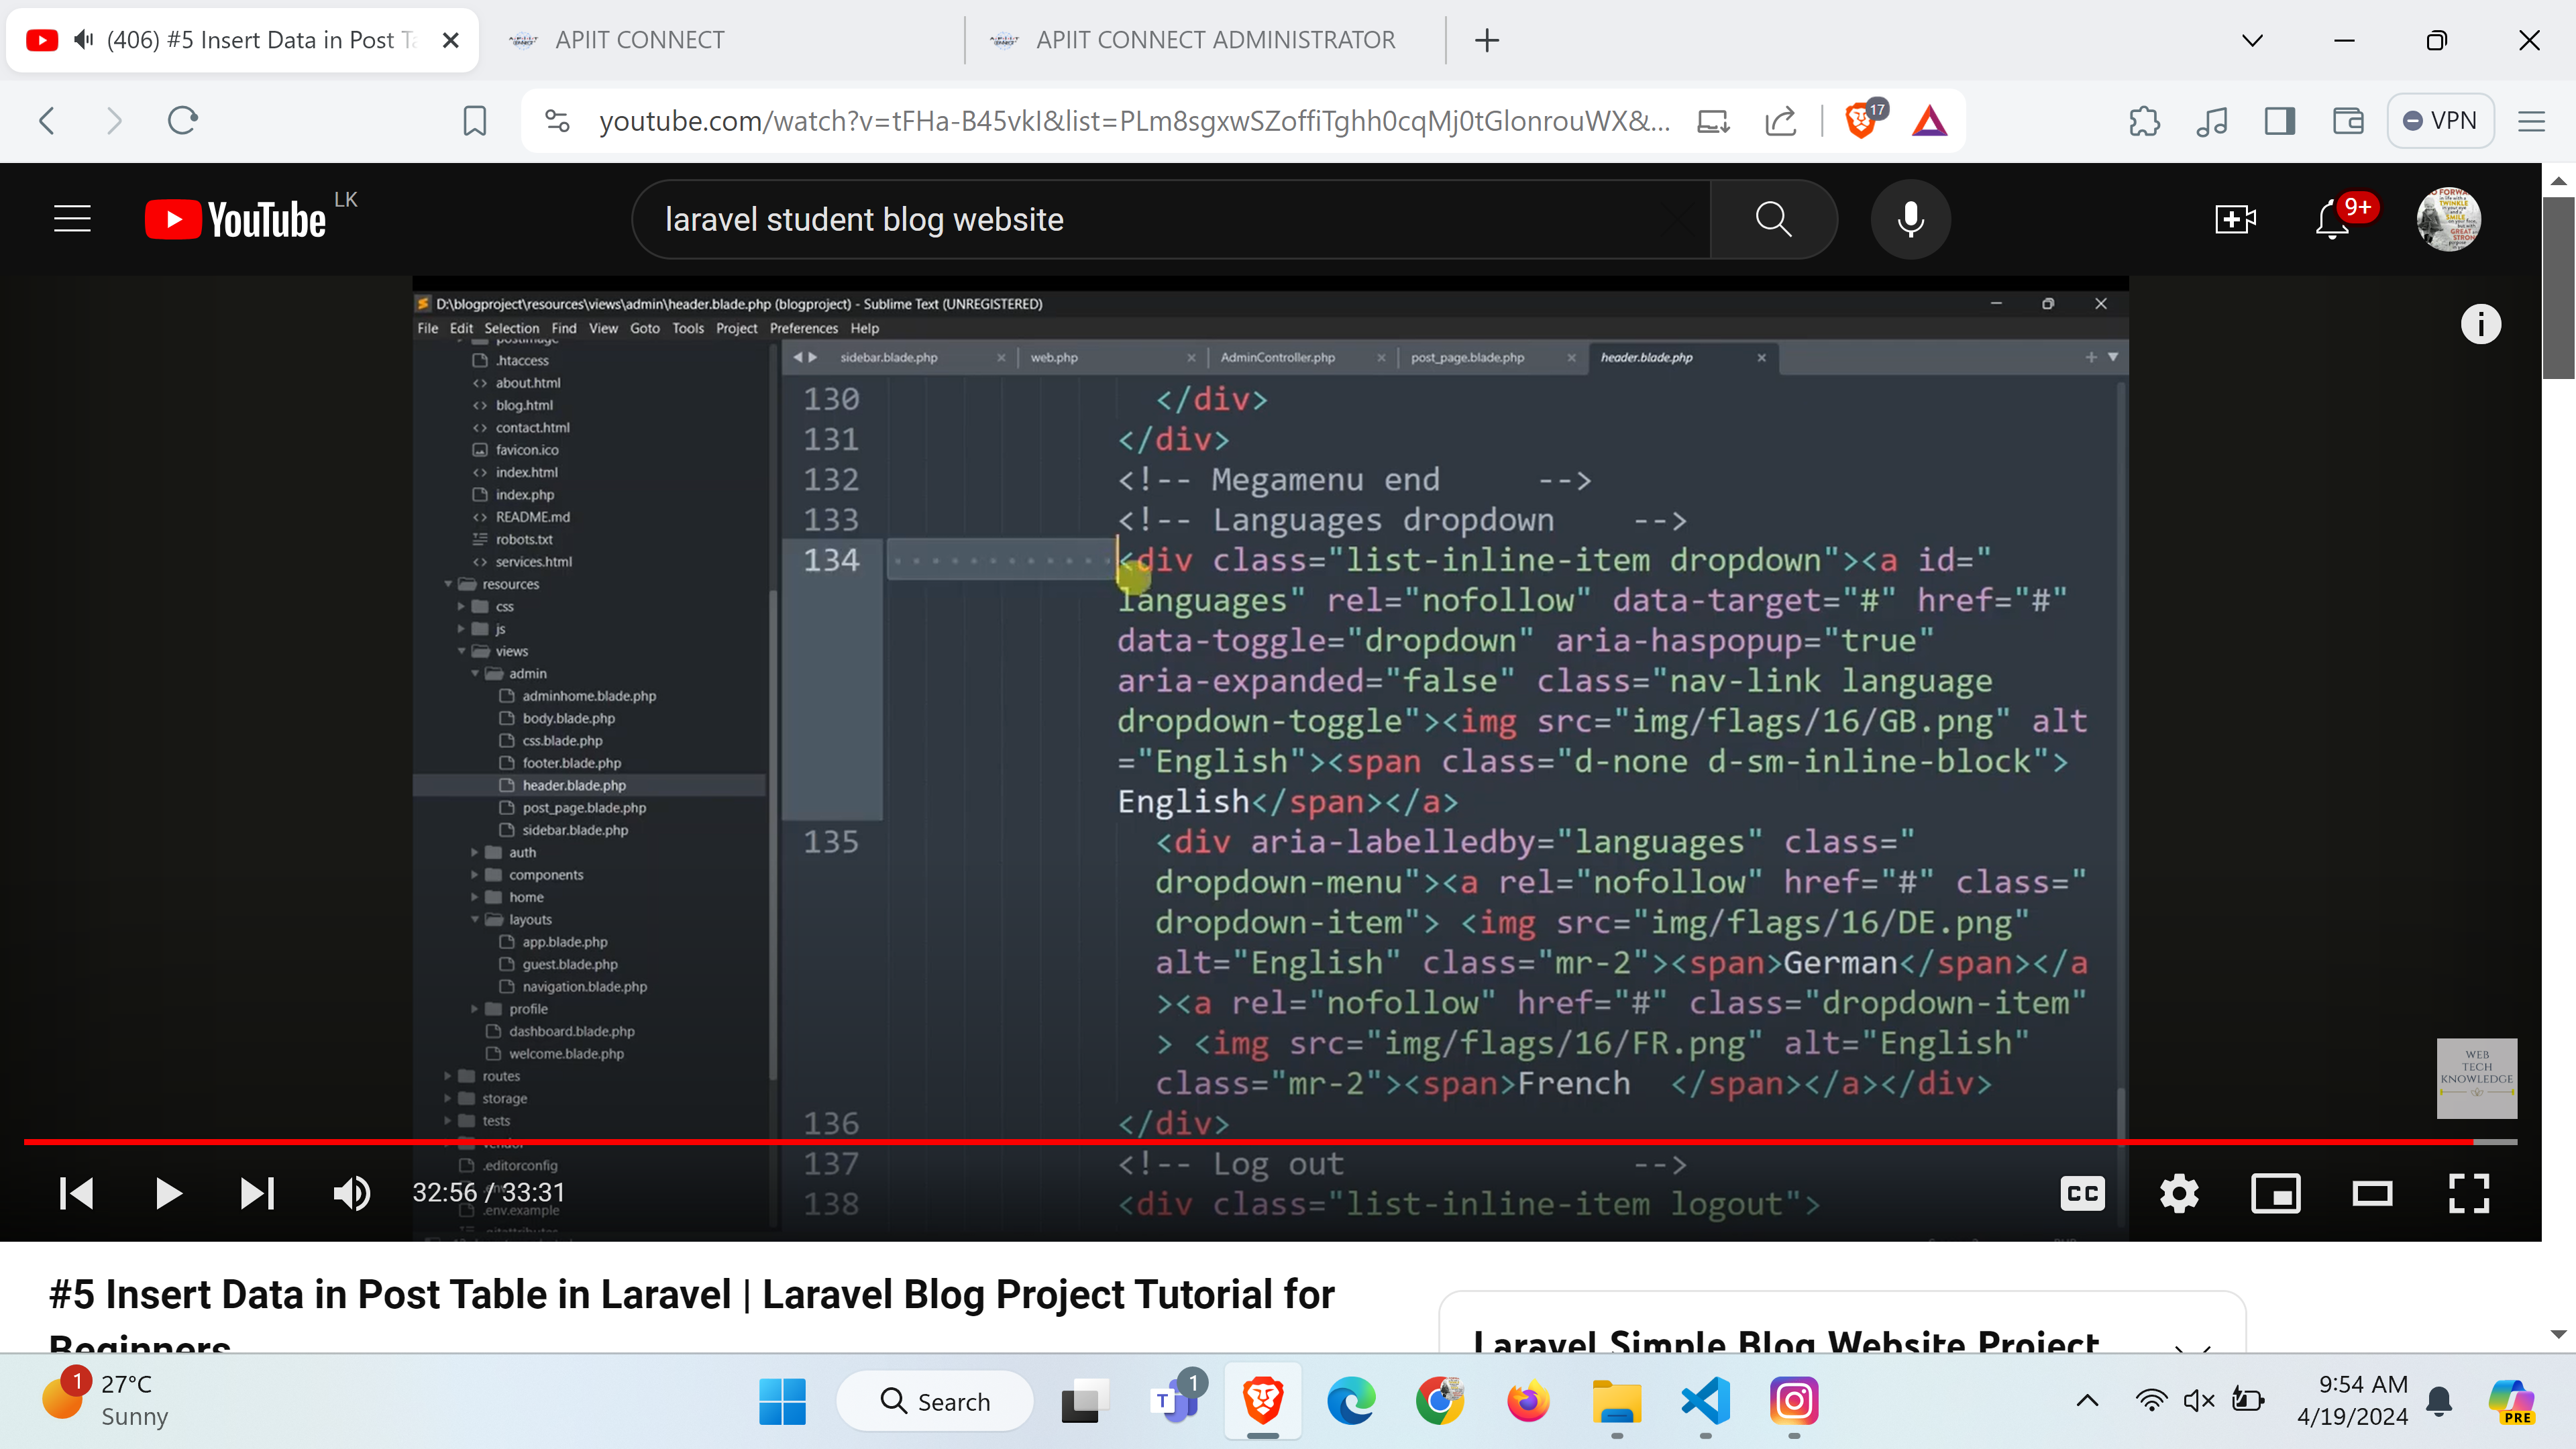 (406) #5 Insert Data in Post Ta
APIIT CONNECT
APIIT CONNECT ADMINISTRATOR
youtube.com/watch?v=tFHa-B45vkI&list=PLm8sgxwSZoffiTghh0cqMj0tGlonrouWX&...
17
VPN
YouTube LK
laravel student blog website
9+
D:\blogproject\resources\views\admin\header.blade.php (blogproject) - Sublime Text (UNREGISTERED)
File Edit Selection Find View Goto Tools Project Preferences Help
postimage
.htaccess
about.html
blog.html
contact.html
favicon.ico
index.html
index.php
README.md
robots.txt
services.html
resources
css
js
views
admin
adminhome.blade.php
body.blade.php
css.blade.php
footer.blade.php
header.blade.php
post_page.blade.php
sidebar.blade.php
auth
components
home
layouts
app.blade.php
guest.blade.php
navigation.blade.php
profile
dashboard.blade.php
welcome.blade.php
routes
storage
tests
vendor
.editorconfig
.env
.env.example
.gitattributes
sidebar.blade.php
web.php
AdminController.php
post_page.blade.php
header.blade.php
130 </div>
131 </div>
132 <!-- Megamenu end -->
133 <!-- Languages dropdown -->
134 <div class="list-inline-item dropdown"><a id="
languages" rel="nofollow" data-target="#" href="#"
data-toggle="dropdown" aria-haspopup="true"
aria-expanded="false" class="nav-link language
dropdown-toggle"><img src="img/flags/16/GB.png" alt
="English"><span class="d-none d-sm-inline-block">
English</span></a>
135 <div aria-labelledby="languages" class="
dropdown-menu"><a rel="nofollow" href="#" class="
dropdown-item"> <img src="img/flags/16/DE.png"
alt="English" class="mr-2"><span>German</span></a
><a rel="nofollow" href="#" class="dropdown-item"
> <img src="img/flags/16/FR.png" alt="English"
class="mr-2"><span>French </span></a></div>
136 </div>
137 <!-- Log out -->
138 <div class="list-inline-item logout">
WEB
TECH
KNOWLEDGE
32:56 / 33:31
CC
#5 Insert Data in Post Table in Laravel | Laravel Blog Project Tutorial for
Beginners
Laravel Simple Blog Website Project
1
27°C
Sunny
Search
1
9:54 AM
4/19/2024
PRE